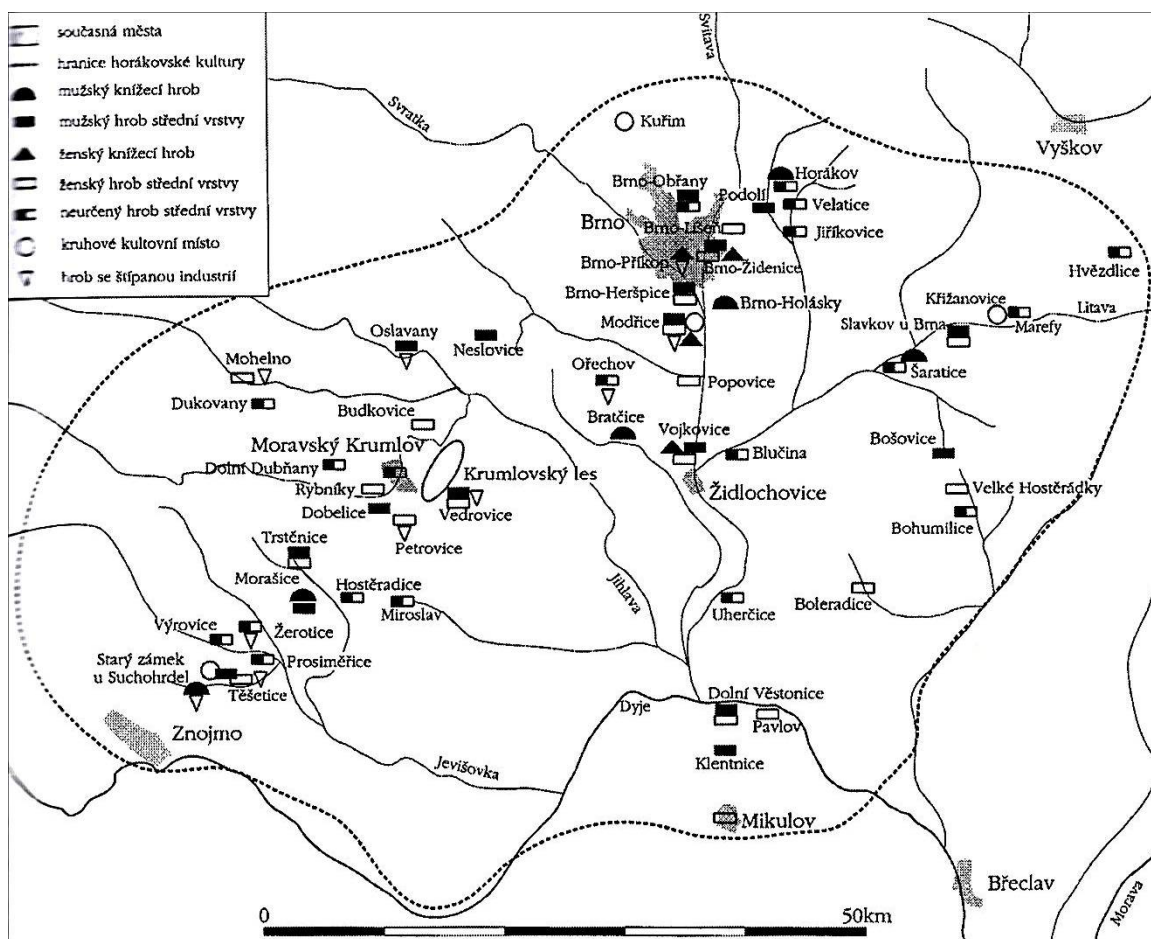 současná města
hranice horákovské kultury
mužský knížecí hrob
mužský hrob střední vrstvy
ženský knížecí hrob
ženský hrob střední vrstvy
neurčený hrob střední vrstvy
kruhové kultovní místo
hrob se štípanou industrií
Svitava
Svratka
Kuřim
Vyškov
Brno-Obřany
Podolí
Horákov
Velatice
Brno
Brno-Líšeň
Jiříkovice
Brno-Příkop
Brno-Židenice
Hvězdlice
Brno-Heršpice
Brno-Holásky
Křižanovice
Litava
Modřice
Slavkov u Brna
Marefy
Oslavany
Neslovice
Mohelno
Ořechov
Popovice
Šaratice
Dukovany
Budkovice
Bratčice
Vojkovice
Bošovice
Moravský Krumlov
Blučina
Dolní Dubňany
Krumlovský les
Rybníky
Židlochovice
Velké Hostěrádky
Dobelice
Vedrovice
Bohumilice
Trstěnice
Petrovice
Morašice
Hostěradice
Jihlava
Miroslav
Uherčice
Boleradice
Výrovice
Žerotice
Starý zámek
u Suchohrdel
Prosiměřice
Těšetice
Dyje
Dolní Věstonice
Pavlov
Znojmo
Jevišovka
Klentnice
Mikulov
Břeclav
Morava
0
50km